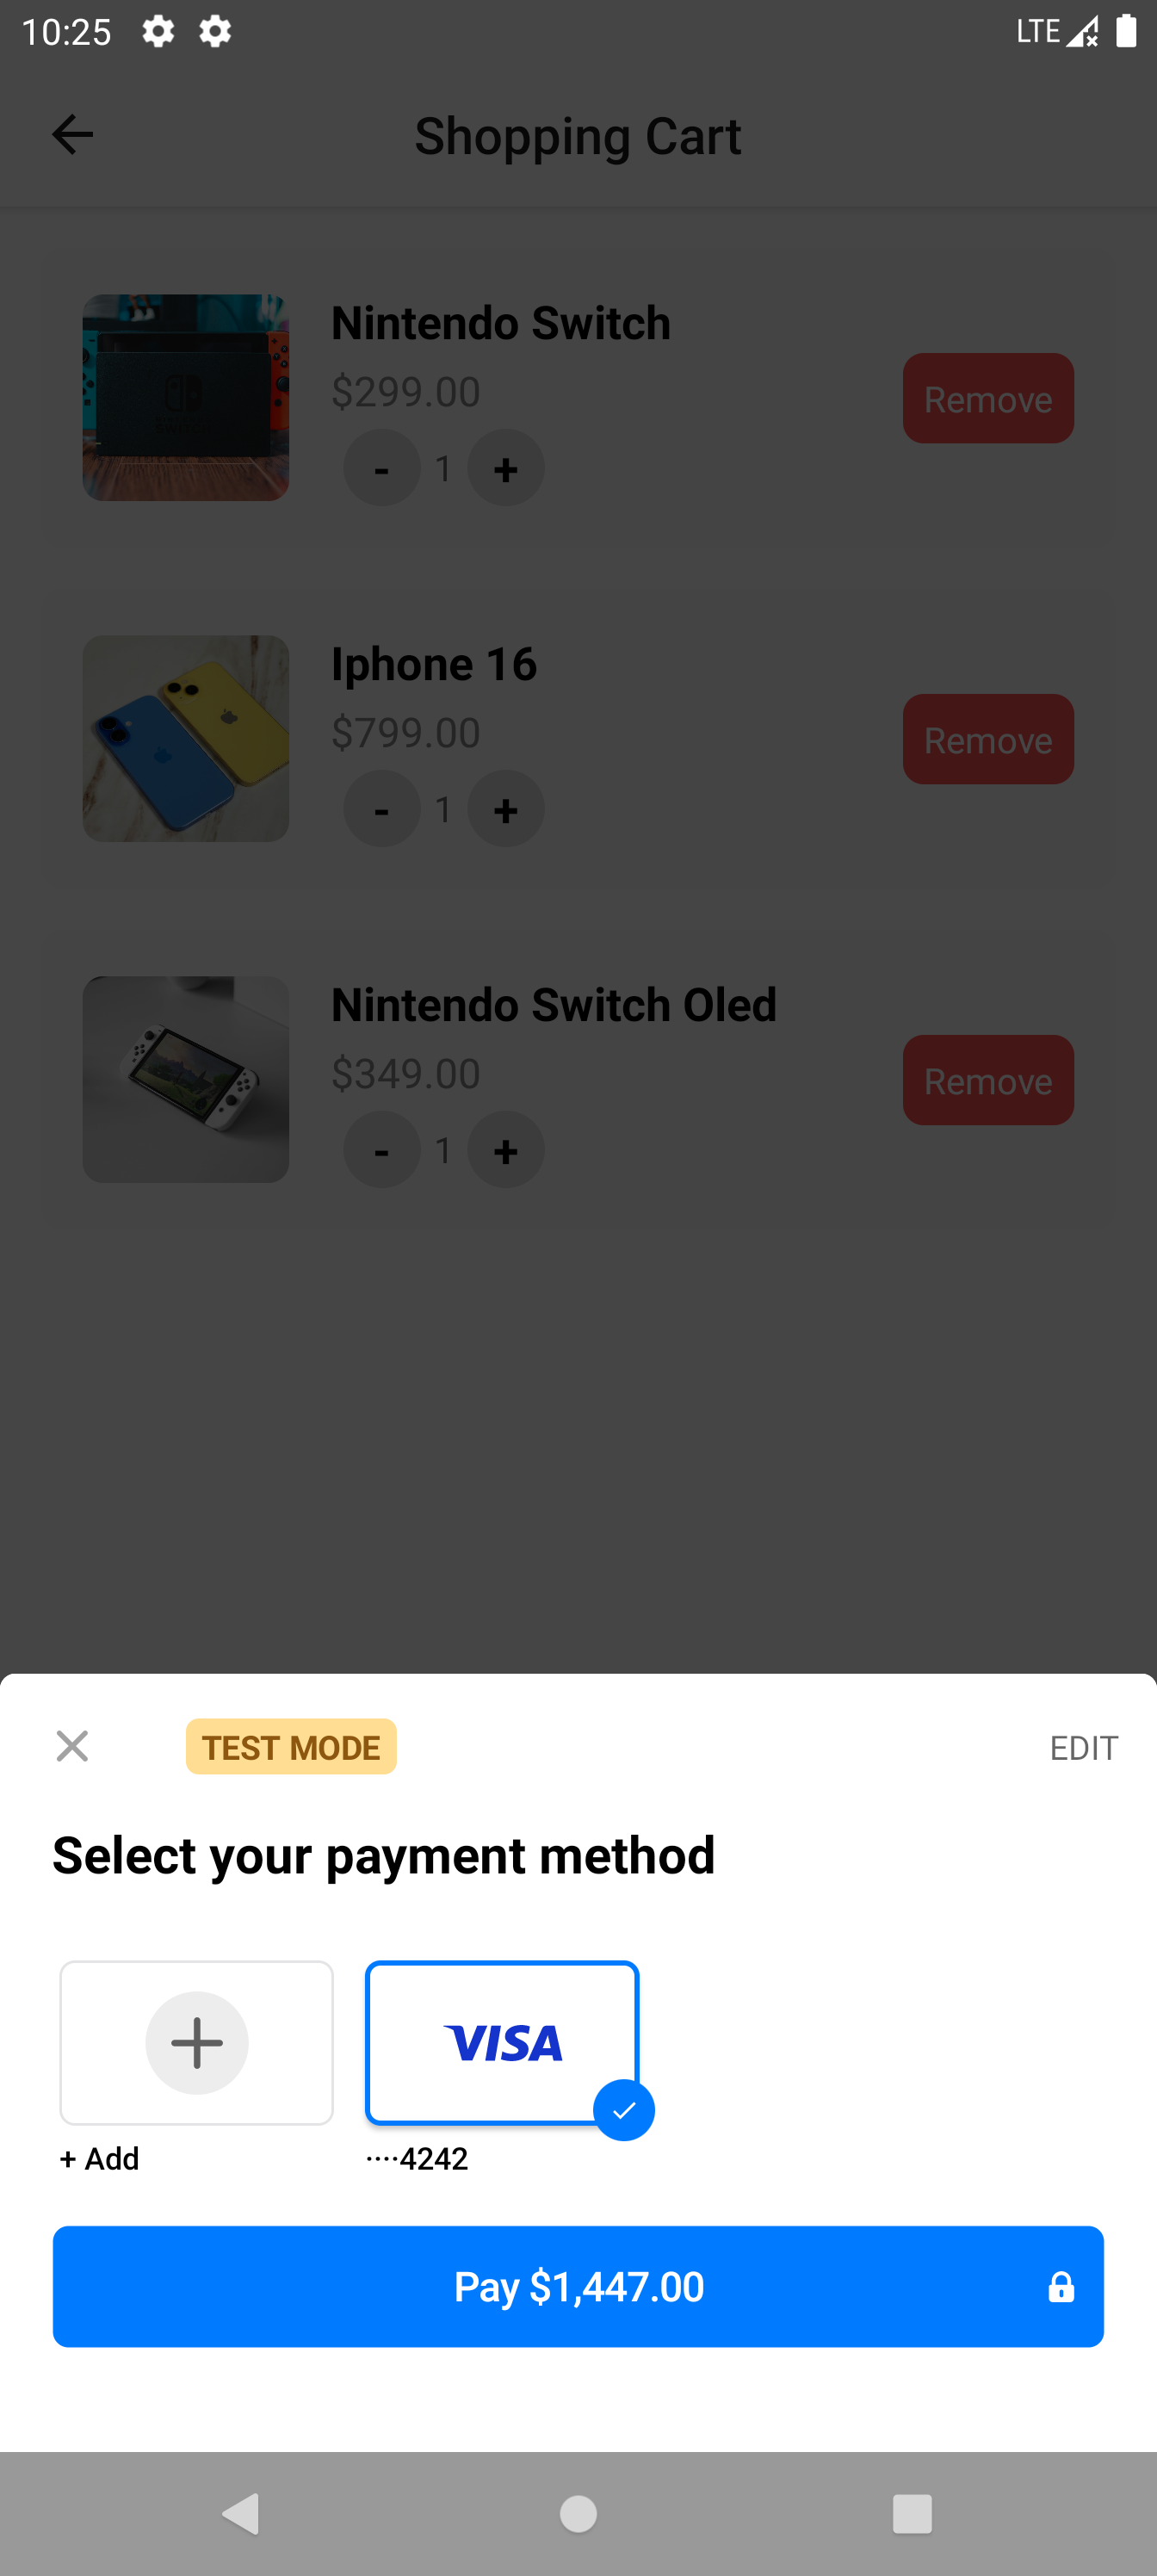 10:25 LTE
Shopping Cart
Nintendo Switch
$299.00
Remove
- 1 +
Iphone 16
$799.00
Remove
- 1 +
Nintendo Switch Oled
$349.00
Remove
- 1 +
TEST MODE
EDIT
Select your payment method
VISA
+ Add
····4242
Pay $1,447.00